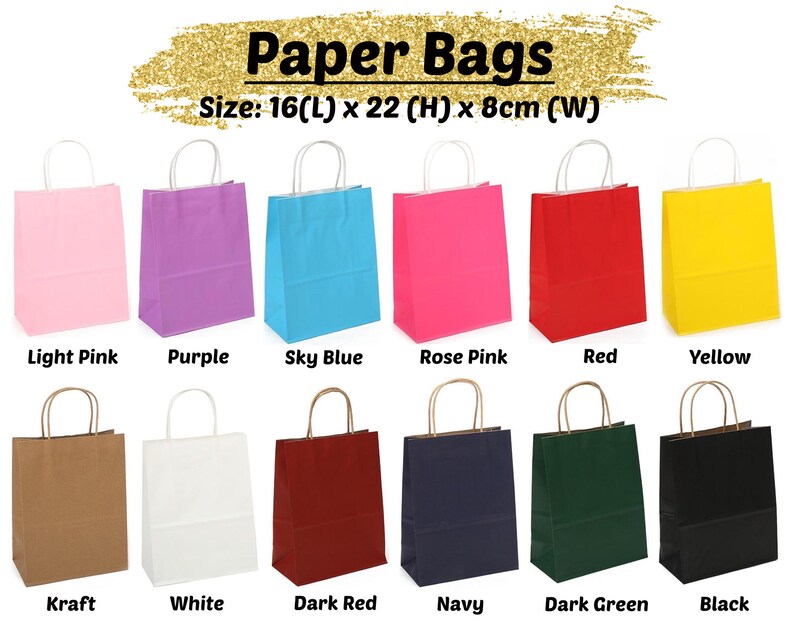 Paper Bags
Size: 16(L) x 22 (H) x 8cm (W)
Light Pink Purple Sky Blue Rose Pink Red Yellow
Kraft White Dark Red Navy Dark Green Black